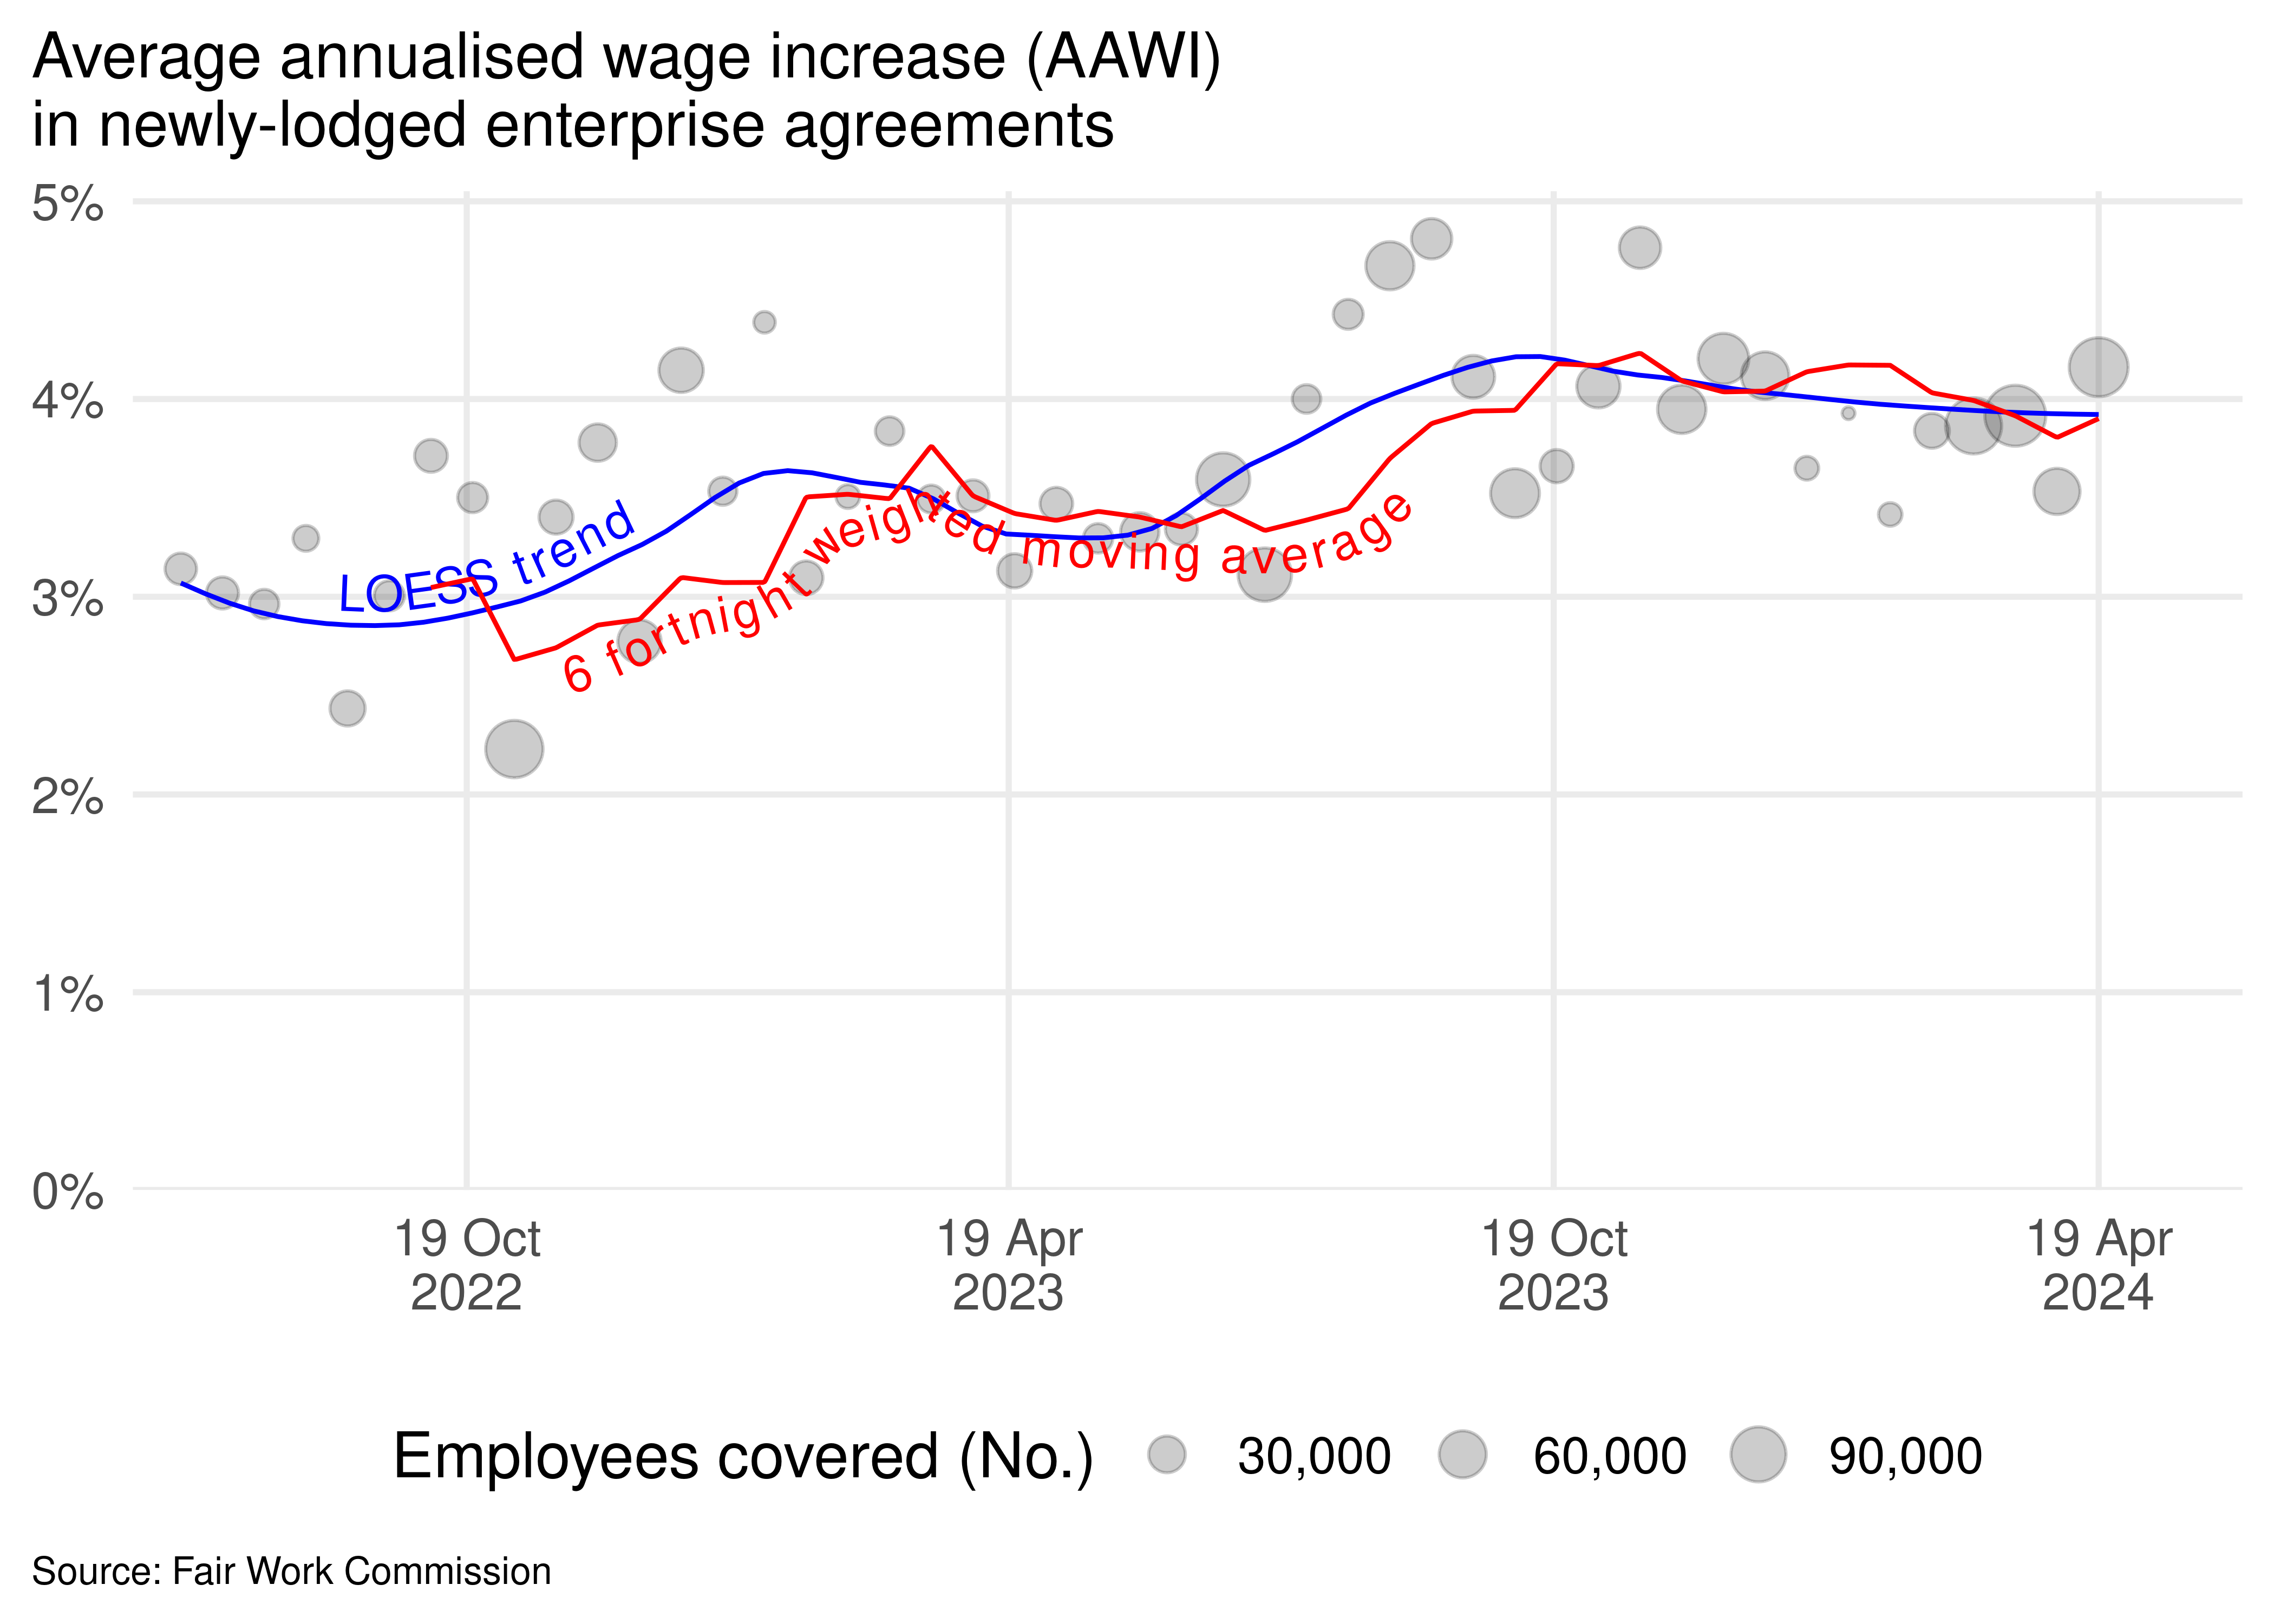 Average annualised wage increase (AAWI)
in newly-lodged enterprise agreements
5%
4%
3%
2%
1%
0%
LOESS trend
6 fortnight weighted moving average
19 Oct
2022
19 Apr
2023
19 Oct
2023
19 Apr
2024
Employees covered (No.) 30,000 60,000 90,000
Source: Fair Work Commission